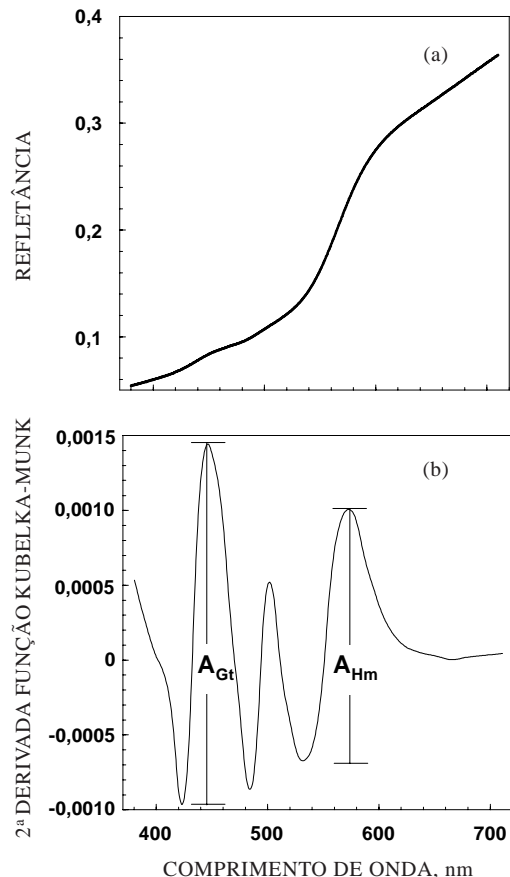 0,4
(a)
0,3
REFLETÂNCIA
0,2
0,1
0,0015
(b)
0,0010
0,0005
0
-0,0005
-0,0010
2ª DERIVADA FUNÇÃO KUBELKA-MUNK
A_Gt
A_Hm
400 500 600 700
COMPRIMENTO DE ONDA, nm